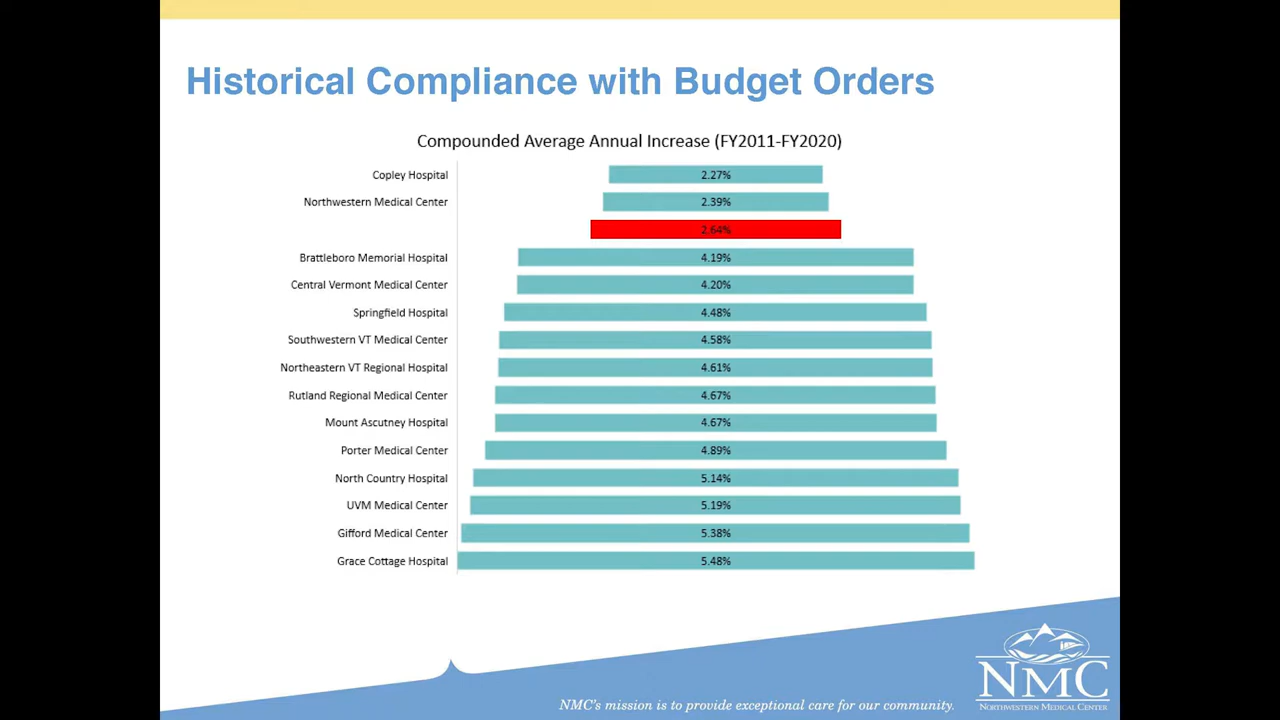 Historical Compliance with Budget Orders
Compounded Average Annual Increase (FY2011-FY2020)
Copley Hospital 2.27%
Northwestern Medical Center 2.39%
2.64%
Brattleboro Memorial Hospital 4.19%
Central Vermont Medical Center 4.20%
Springfield Hospital 4.48%
Southwestern VT Medical Center 4.58%
Northeastern VT Regional Hospital 4.61%
Rutland Regional Medical Center 4.67%
Mount Ascutney Hospital 4.67%
Porter Medical Center 4.89%
North Country Hospital 5.14%
UVM Medical Center 5.19%
Gifford Medical Center 5.38%
Grace Cottage Hospital 5.48%
NMC
NORTHWESTERN MEDICAL CENTER
NMC's mission is to provide exceptional care for our community.